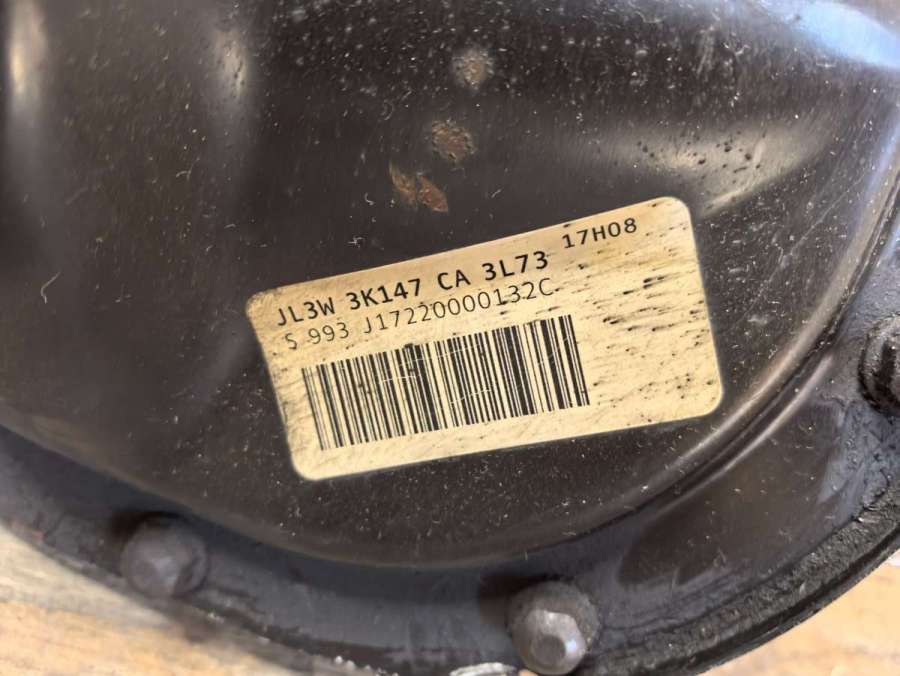 JL3W 3K147 CA 3L73 17H08
S 993 J17220000132C